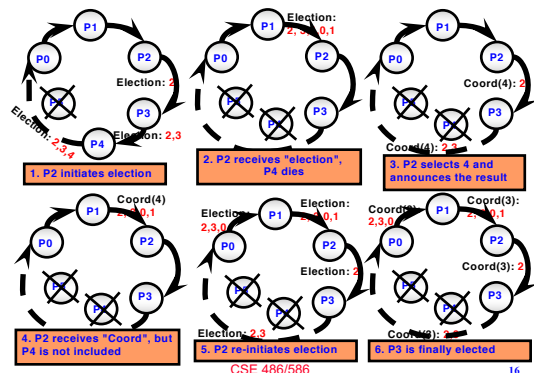 P1
P0
P2
Election: 2
P3
Election: 2,3
P4
Election: 2,3,4
1. P2 initiates election
Election:
P1
P0
P2
P3
2. P2 receives "election",
P4 dies
P1
P0
P2
Coord(4): 2
P3
Coord(4): 2,3
3. P2 selects 4 and
announces the result
Coord(4)
P1
P0
P2
P3
4. P2 receives "Coord", but
P4 is not included
Election:
2,3,0
P1
P0
P2
Election: 2
P3
Election: 2,3
5. P2 re-initiates election
Coord(3):
2,3,0
P1
P0
P2
Coord(3): 2
P3
6. P3 is finally elected
CSE 486/586
16